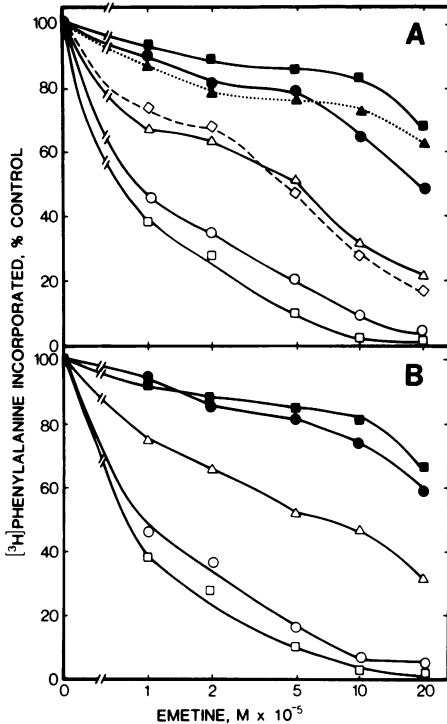 [³H]PHENYLALANINE INCORPORATED, % CONTROL
A
100
80
60
40
20
0
B
100
80
60
40
20
0
0 1 2 5 10 20
EMETINE, M x 10⁻⁵